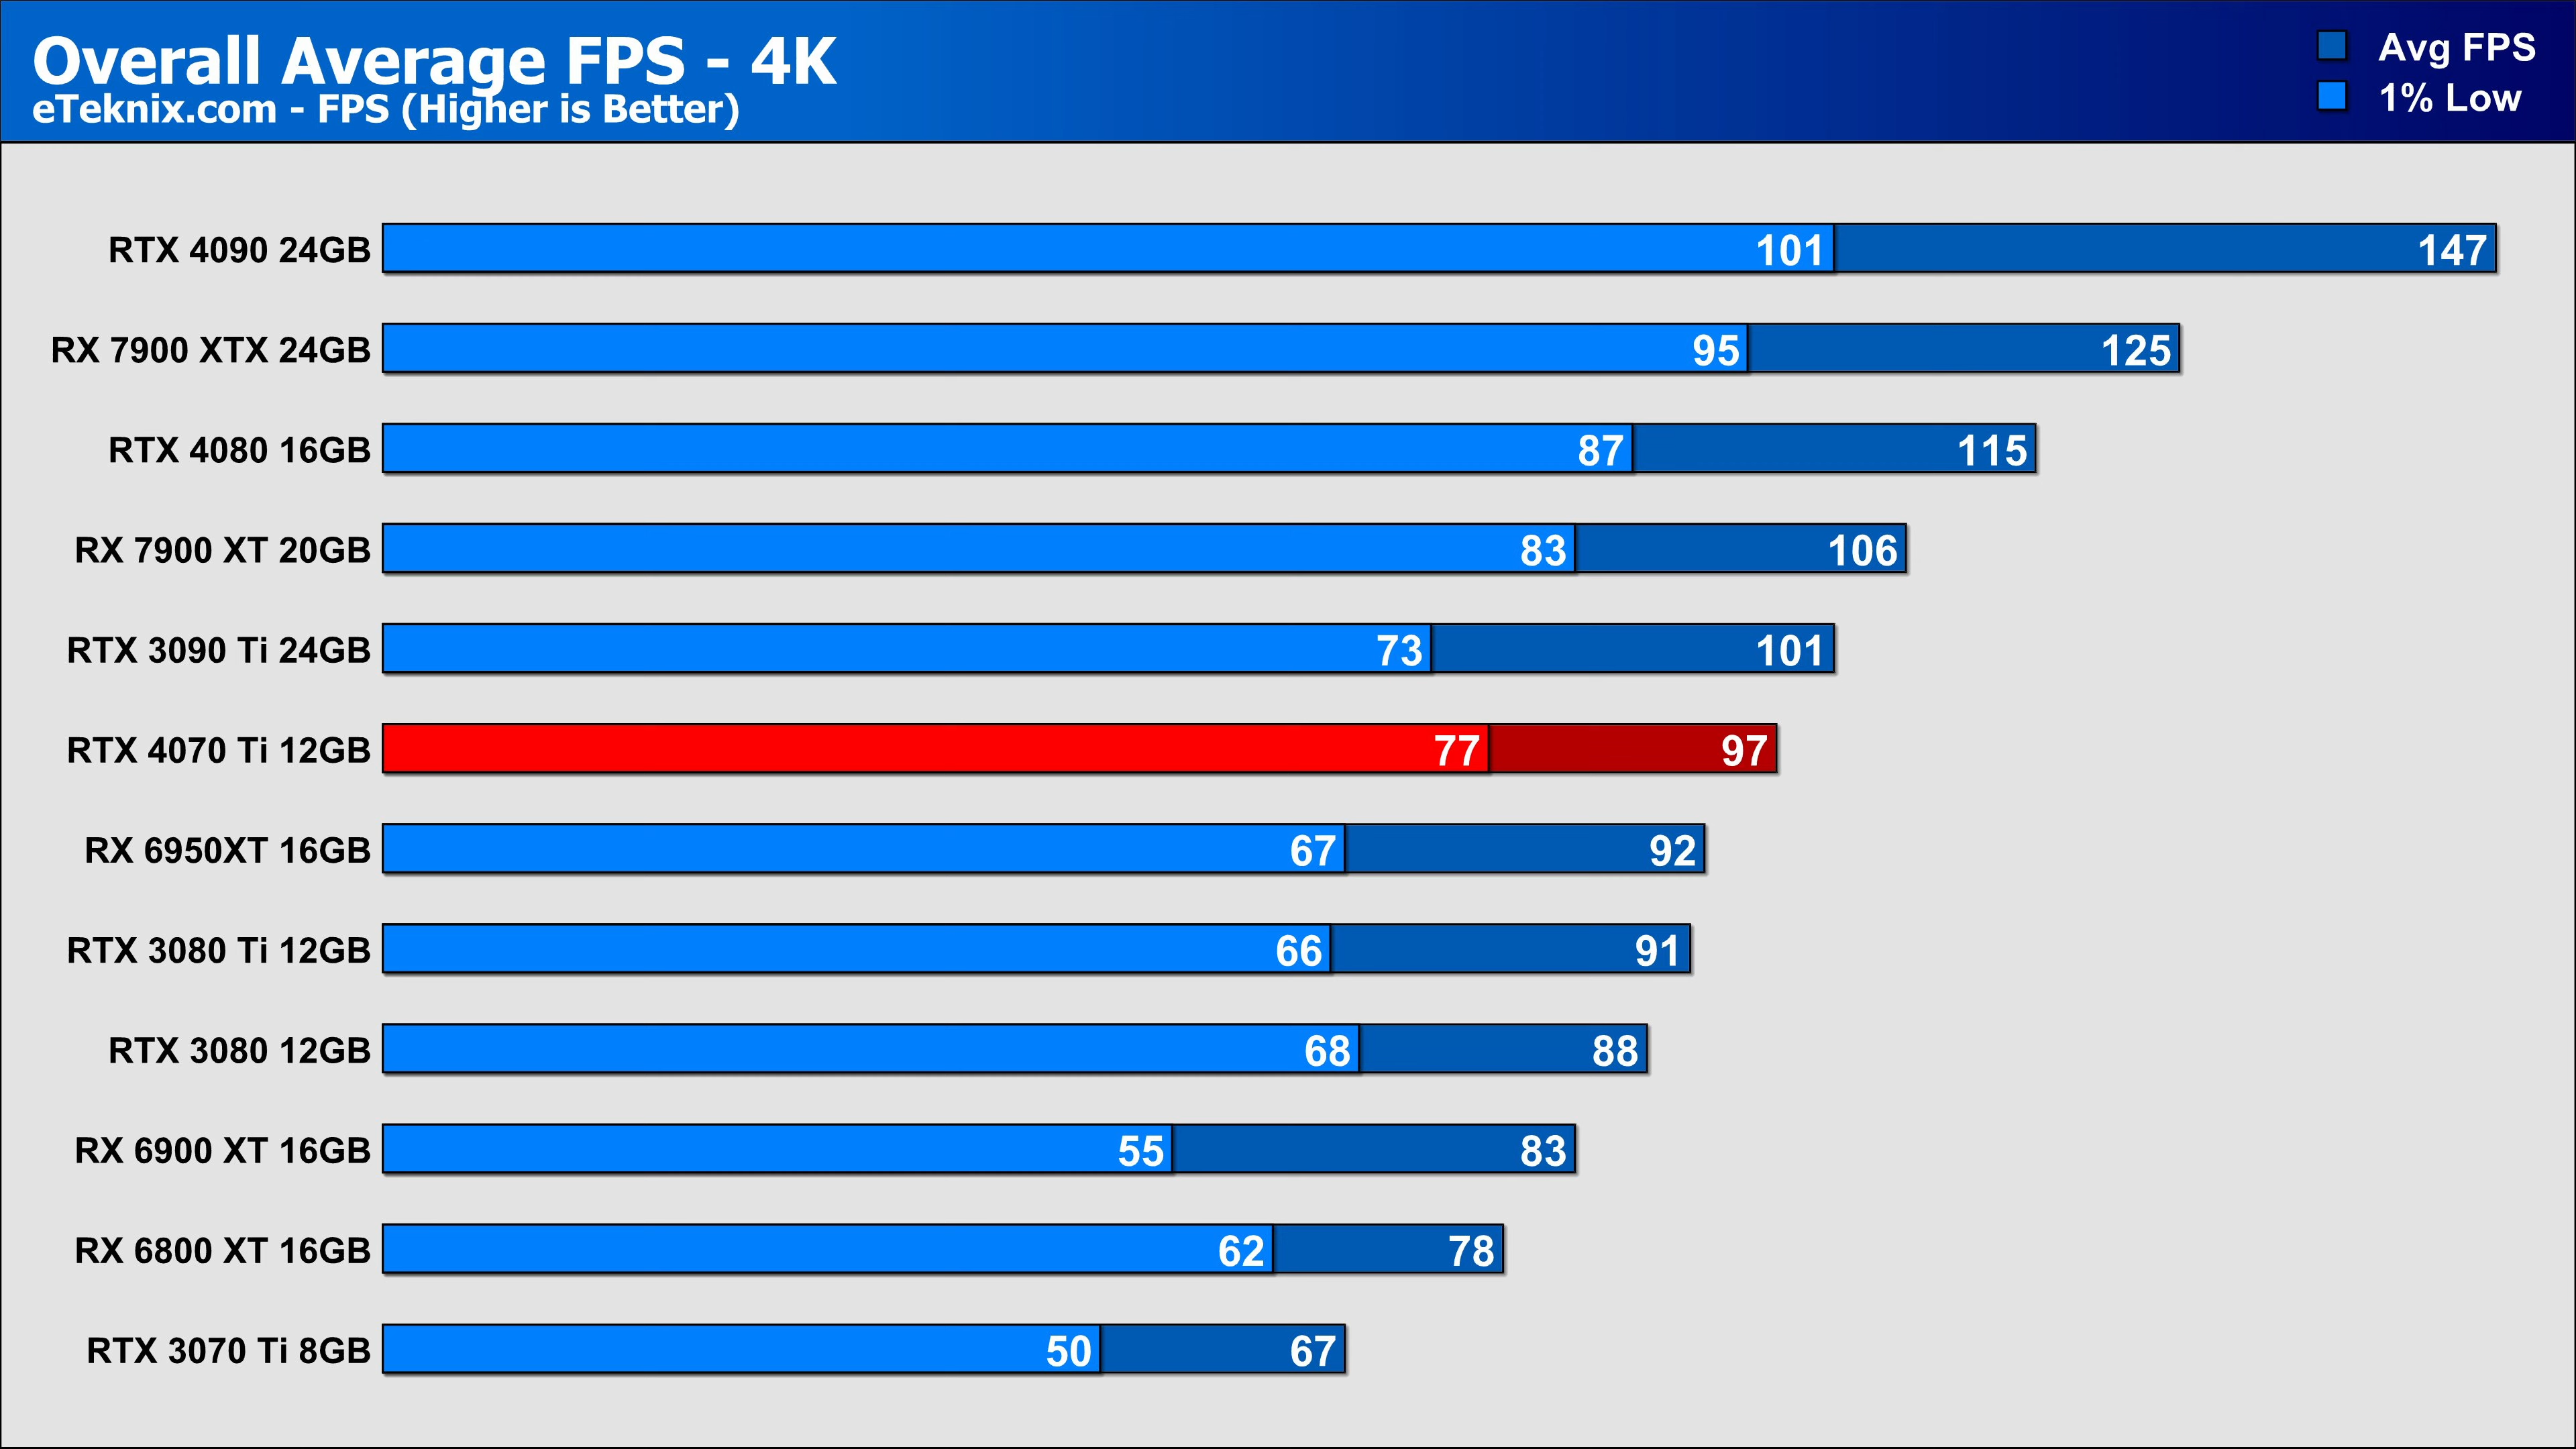 Overall Average FPS - 4K
eTeknix.com - FPS (Higher is Better)
Avg FPS
1% Low
RTX 4090 24GB 101 147
RX 7900 XTX 24GB 95 125
RTX 4080 16GB 87 115
RX 7900 XT 20GB 83 106
RTX 3090 Ti 24GB 73 101
RTX 4070 Ti 12GB 77 97
RX 6950XT 16GB 67 92
RTX 3080 Ti 12GB 66 91
RTX 3080 12GB 68 88
RX 6900 XT 16GB 55 83
RX 6800 XT 16GB 62 78
RTX 3070 Ti 8GB 50 67